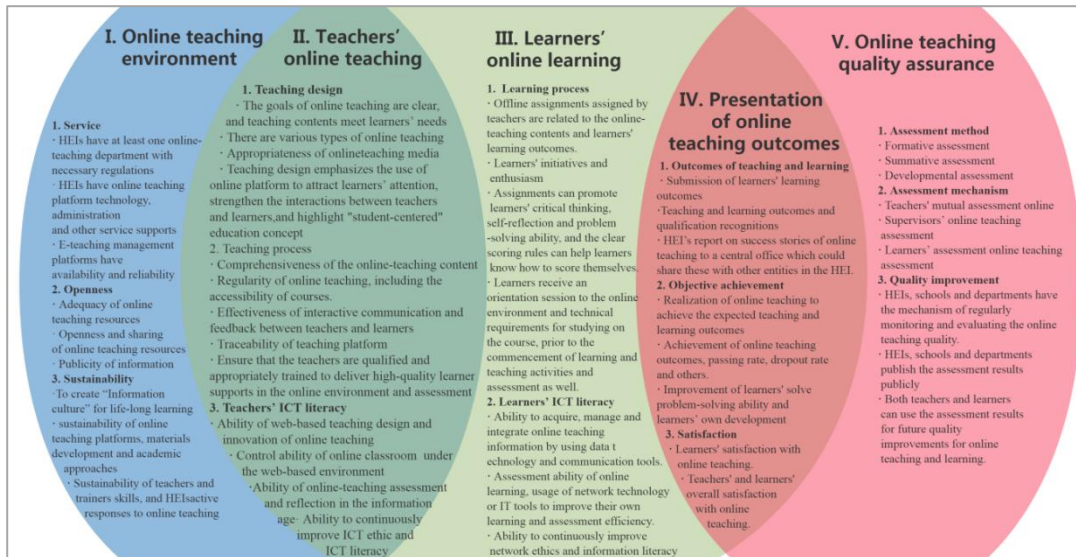 I. Online teaching
environment
1. Service
· HEIs have at least one online-
teaching department with
necessary regulations
· HEIs have online teaching
platform technology,
administration
and other service supports
· E-teaching management
platforms have
availability and reliability
2. Openness
· Adequacy of online
teaching resources
· Openness and sharing
of online teaching resources
· Publicity of information
3. Sustainability
·To create “Information
culture” for life-long learning
· sustainability of online
teaching platforms, materials
development and academic
approaches
· Sustainability of teachers and
trainers skills, and HEIsactive
responses to online teaching
II. Teachers’
online teaching
1. Teaching design
· The goals of online teaching are clear,
and teaching contents meet learners’ needs
· There are various types of online teaching
· Appropriateness of onlineteaching media
· Teaching design emphasizes the use of
online platform to attract learners’ attention,
strengthen the interactions between teachers
and learners,and highlight "student-centered"
education concept
2. Teaching process
· Comprehensiveness of the online-teaching content
· Regularity of online teaching, including the
accessibility of courses.
· Effectiveness of interactive communication and
feedback between teachers and learners
· Traceability of teaching platform
· Ensure that the teachers are qualified and
appropriately trained to deliver high-quality learner
supports in the online environment and assessment
3. Teachers’ ICT literacy
· Ability of web-based teaching design and
innovation of online teaching
· Control ability of online classroom under
the web-based environment
·Ability of online-teaching assessment
and reflection in the information
age· Ability to continuously
improve ICT ethic and
ICT literacy
III. Learners’
online learning
1. Learning process
· Offline assignments assigned by
teachers are related to the online-
teaching contents and learners'
learning outcomes.
· Learners' initiatives and
enthusiasm
· Assignments can promote
learners' critical thinking,
self-reflection and problem
-solving ability, and the clear
scoring rules can help learners
know how to score themselves.
· Learners receive an
orientation session to the online
environment and technical
requirements for studying on
the course, prior to the
commencement of learning and
teaching activities and
assessment as well.
2. Learners’ ICT literacy
· Ability to acquire, manage and
integrate online teaching
information by using data t
echnology and communication tools.
· Assessment ability of online
learning, usage of network technology
or IT tools to improve their own
learning and assessment efficiency.
· Ability to continuously improve
network ethics and information literacy
IV. Presentation
of online
teaching outcomes
1. Outcomes of teaching and learning
· Submission of learners' learning
outcomes
·Teaching and learning outcomes and
qualification recognitions
· HEI’s report on success stories of online
teaching to a central office which could
share these with other entities in the HEI.
2. Objective achievement
· Realization of online teaching to
achieve the expected teaching and
learning outcomes
· Achievement of online teaching
outcomes, passing rate, dropout rate
and others.
· Improvement of learners' solve
problem-solving ability and
learners’ own development
3. Satisfaction
· Learners' satisfaction with
online teaching.
· Teachers' and learners'
overall satisfaction
with online
teaching.
V. Online teaching
quality assurance
1. Assessment method
· Formative assessment
· Summative assessment
· Developmental assessment
2. Assessment mechanism
· Teachers' mutual assessment online
· Supervisors’ online teaching
assessment
· Learners’ assessment online teaching
assessment
3. Quality improvement
· HEIs, schools and departments have
the mechanism of regularly
monitoring and evaluating the online
teaching quality.
· HEIs, schools and departments
publish the assessment results
publicly
· Both teachers and learners
can use the assessment results
for future quality
improvements for online
teaching and learning.